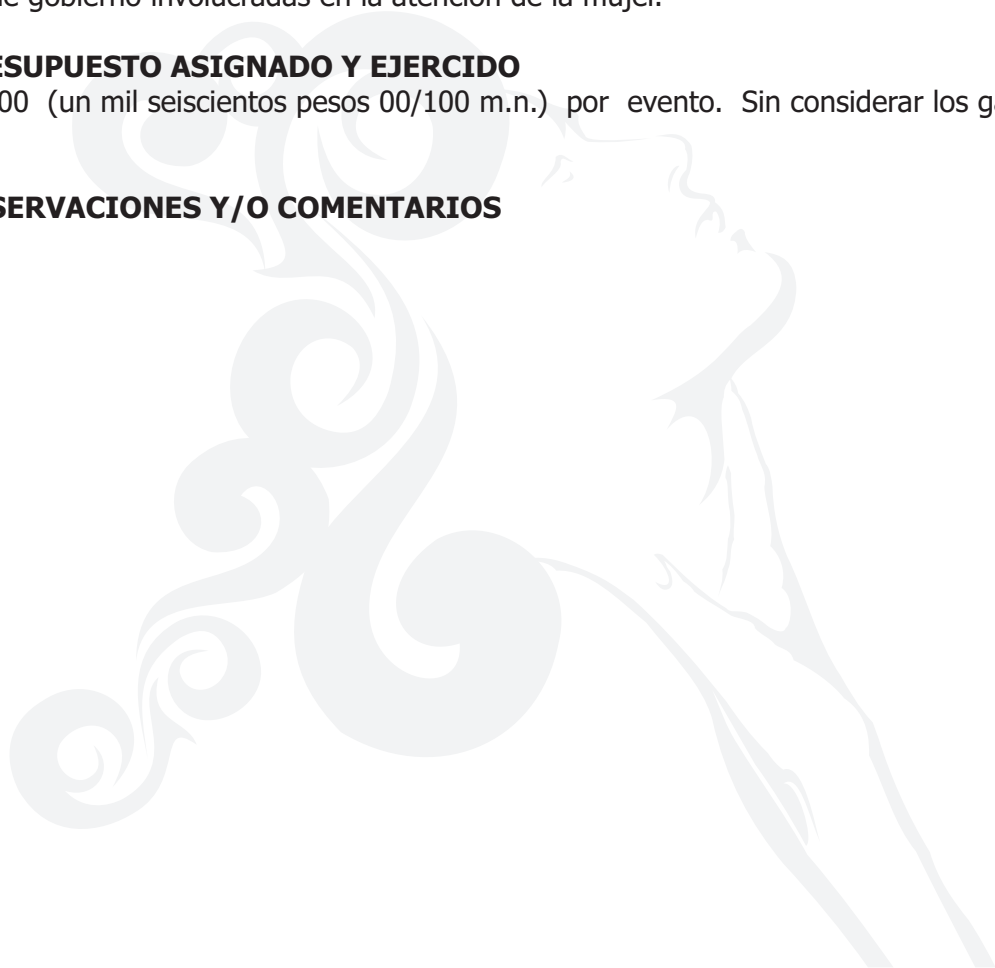 de gobierno involucradas en la atención de la mujer.
ESUPUESTO ASIGNADO Y EJERCIDO
00 (un mil seiscientos pesos 00/100 m.n.) por evento. Sin considerar los ga
SERVACIONES Y/O COMENTARIOS